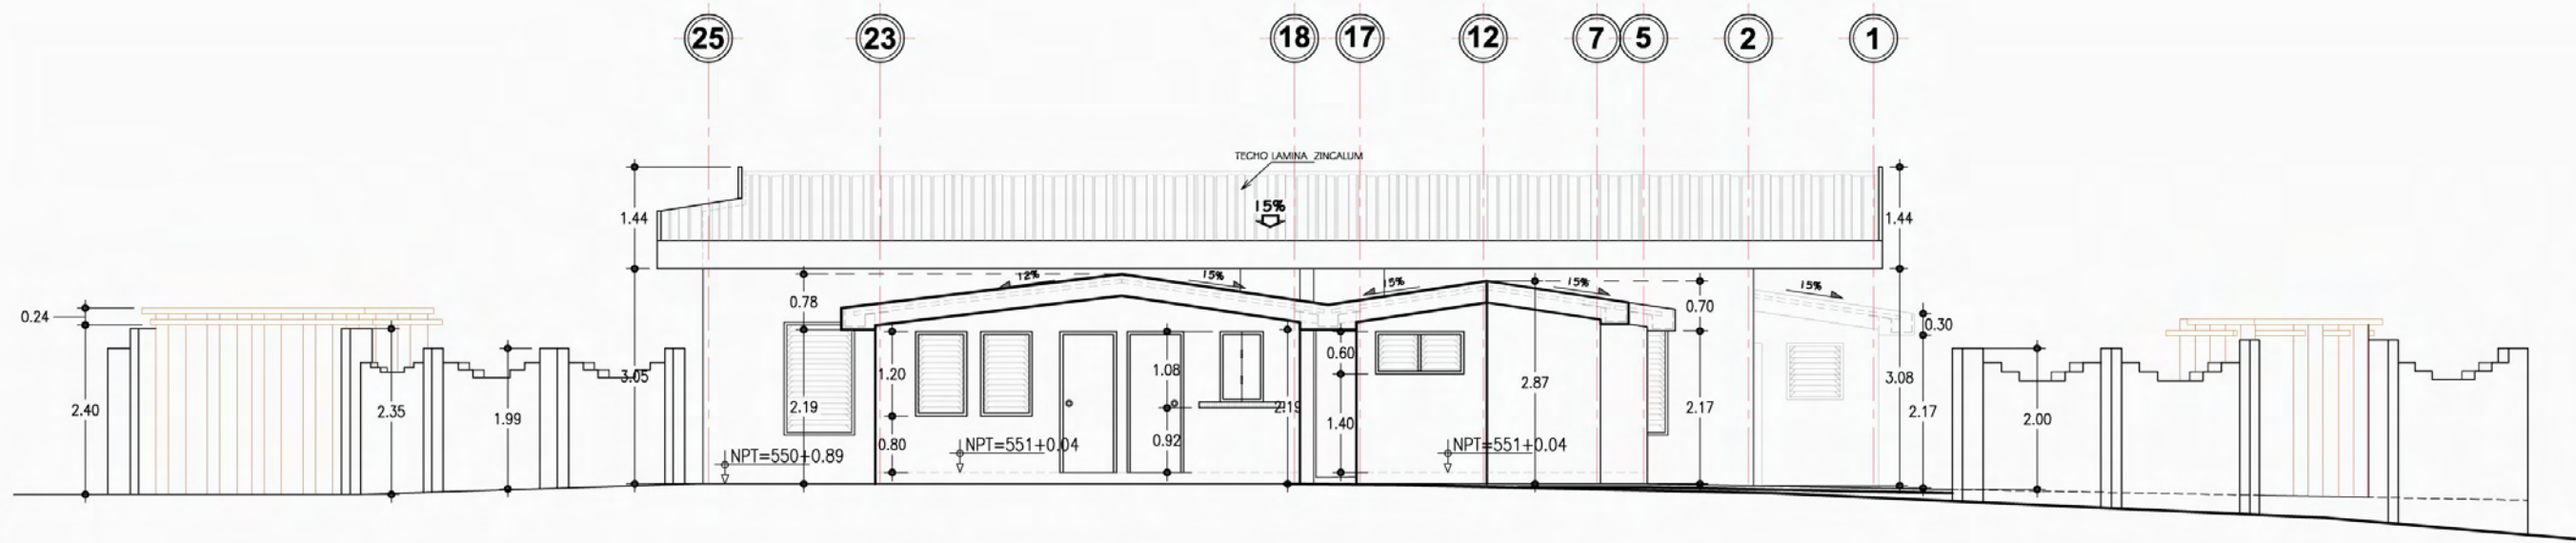 25 23 18 17 12 7 5 2 1
TECHO LAMINA ZINCALUM
15%
1.44 1.44
12% 15% 15% 15% 15%
0.78 0.70
0.24 0.30
0.60
1.20 1.08 2.87 3.05 3.08
2.40 2.35 1.99 2.19 2.19 2.17 2.17 2.00
1.40
0.80 0.92
NPT=551+0.04 NPT=551+0.04
NPT=550+0.89